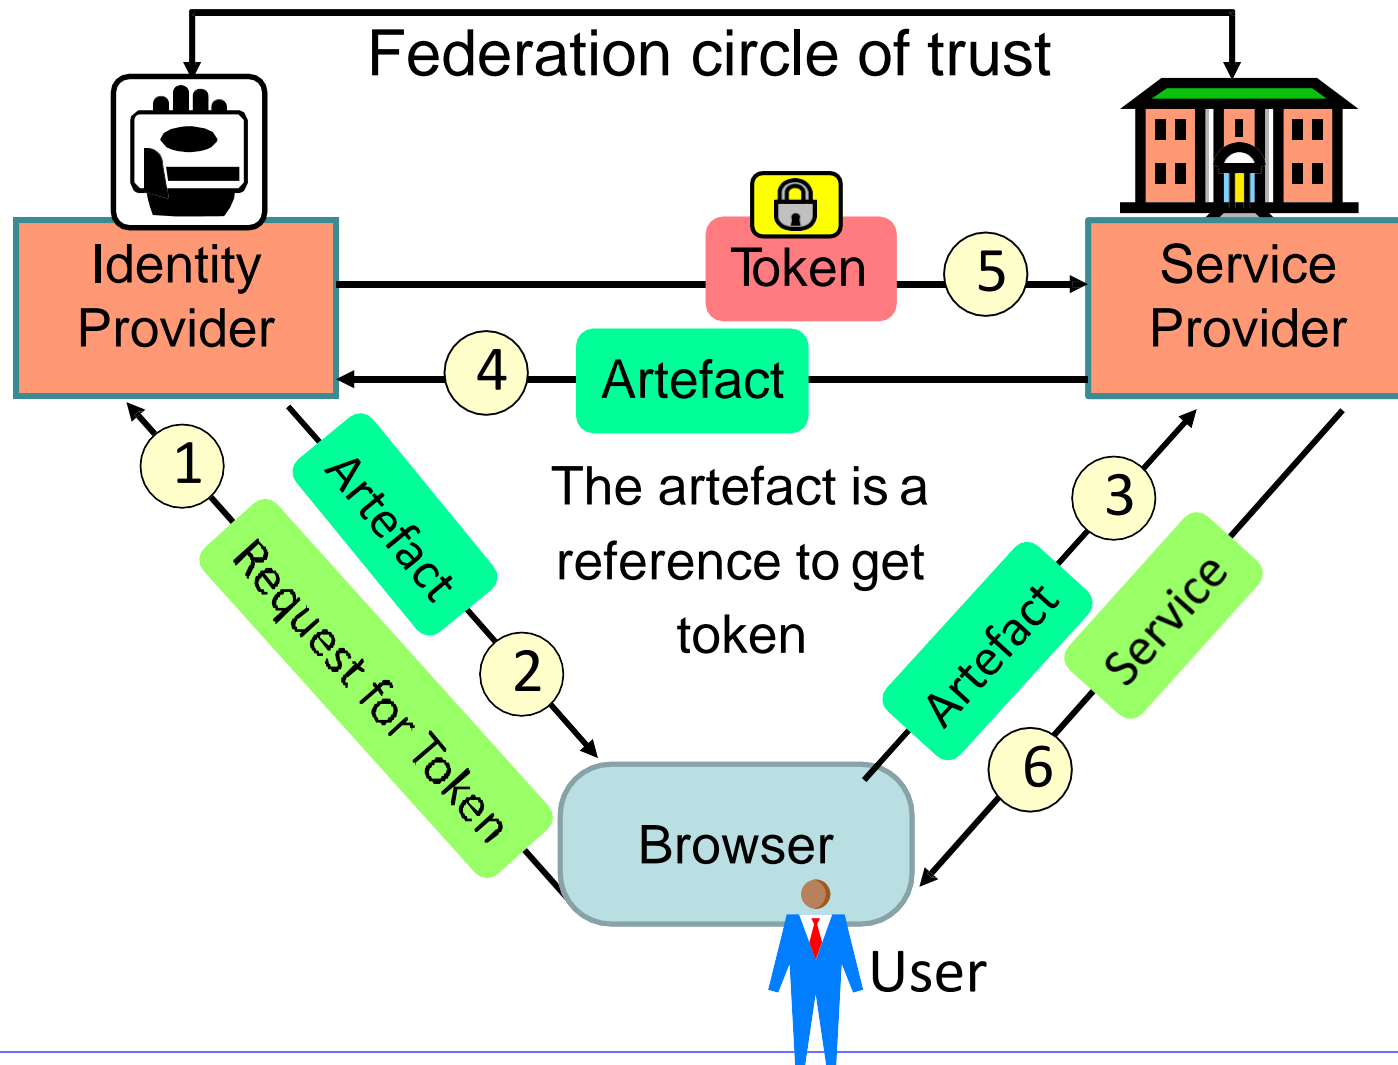 Federation circle of trust
Identity
Provider
Token
5
Service
Provider
4
Artefact
1
Artefact
The artefact is a
reference to get
token
3
Request for Token
2
Artefact
Service
6
Browser
User